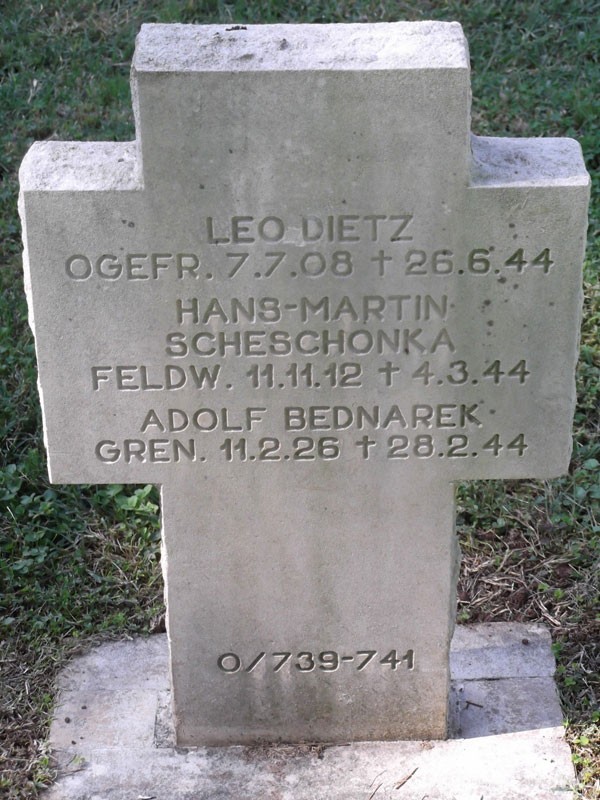 LEO DIETZ
OGEFR. 7.7.08 † 26.6.44
HANS-MARTIN
SCHESCHONKA
FELDW. 11.11.12 † 4.3.44
ADOLF BEDNAREK
GREN. 11.2.26 † 28.2.44
O/739-741